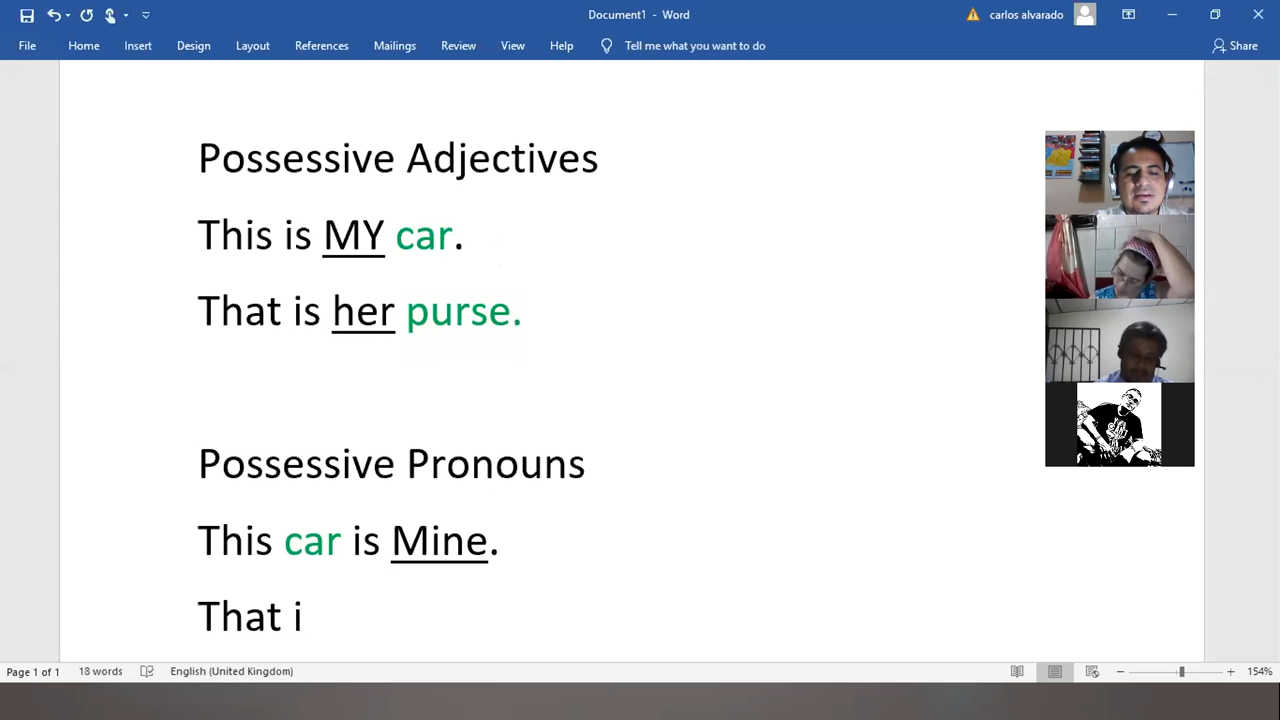 Document1 - Word
carlos alvarado
File Home Insert Design Layout References Mailings Review View Help Tell me what you want to do Share
Possessive Adjectives
This is MY car.
That is her purse.
Possessive Pronouns
This car is Mine.
That i
Page 1 of 1 18 words English (United Kingdom) 154%